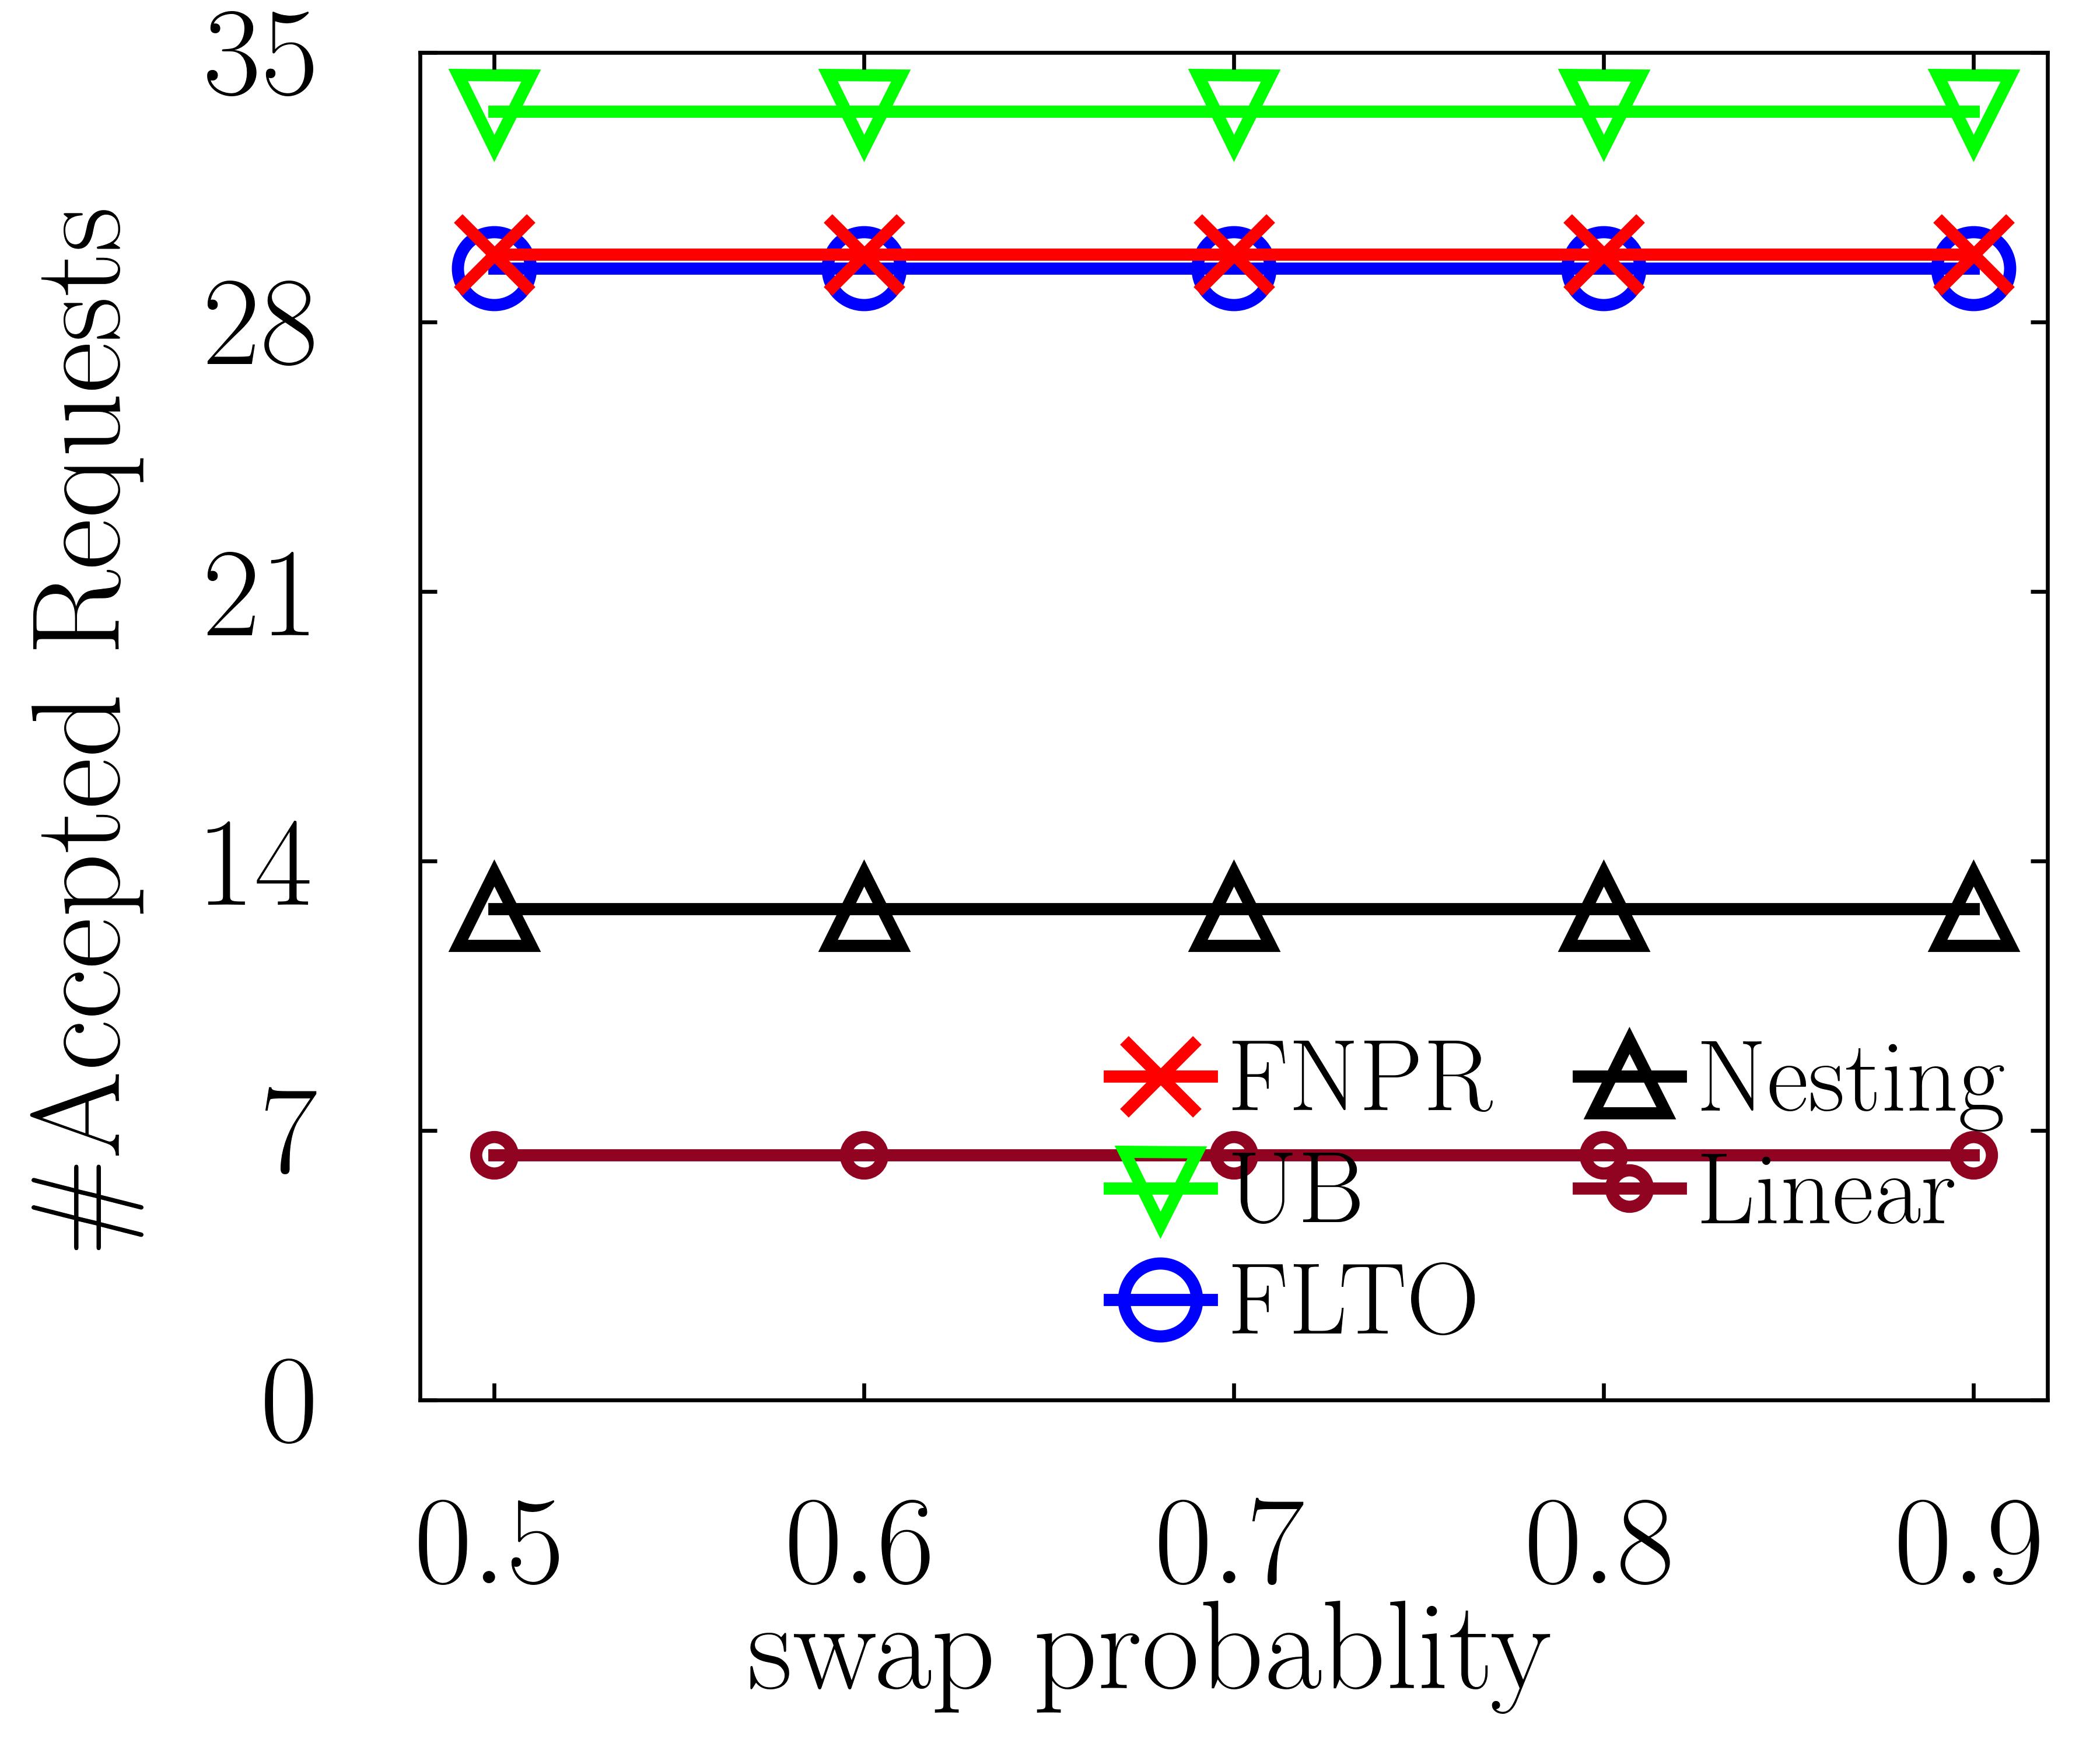 #Accepted Requests
35
28
21
14
7
0
FNPR
UB
FLTO
Nesting
Linear
0.5 0.6 0.7 0.8 0.9
swap probablity